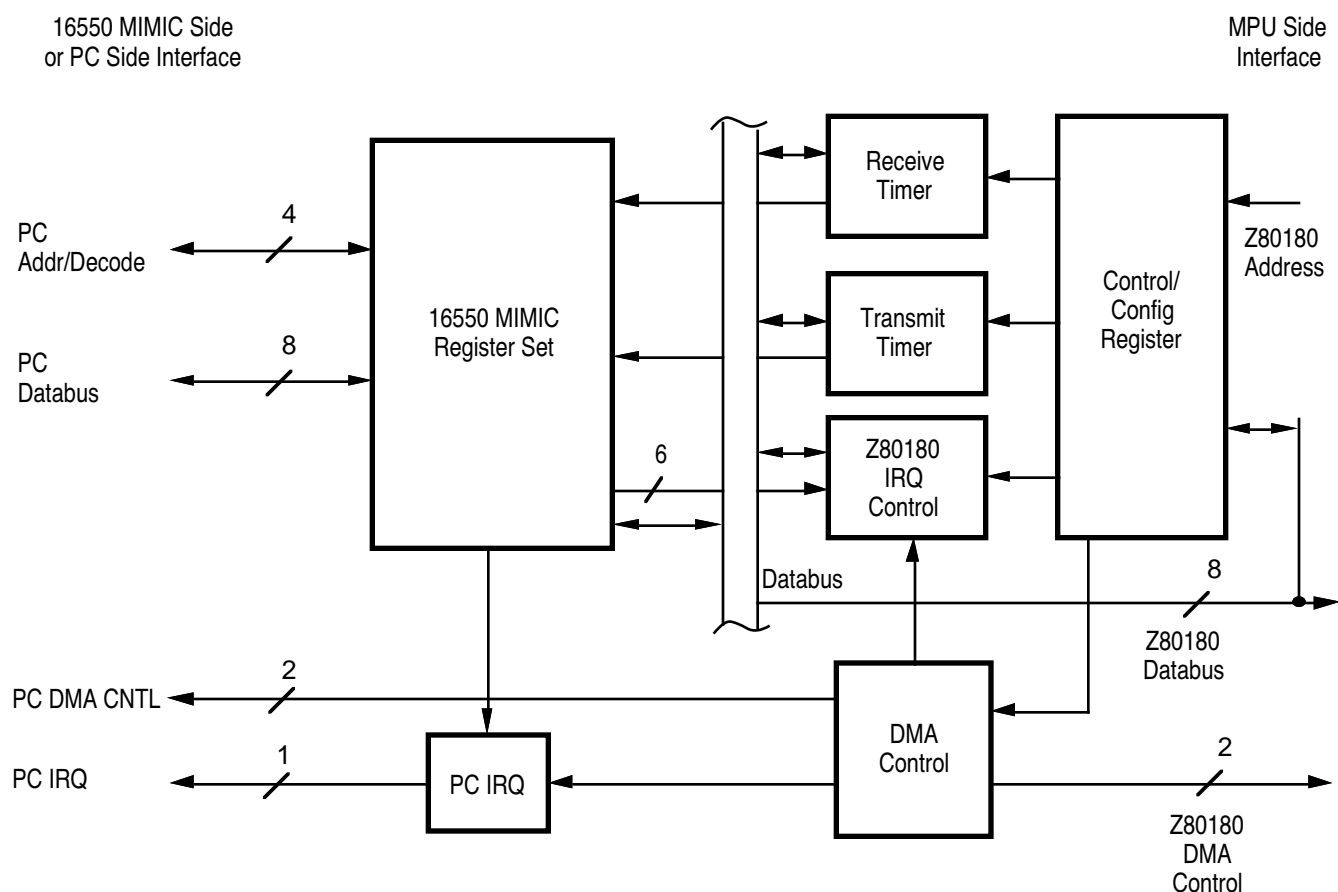 16550 MIMIC Side
or PC Side Interface
MPU Side
Interface
Receive
Timer
4
PC
Addr/Decode
Z80180
Address
Control/
Config
Register
16550 MIMIC
Register Set
Transmit
Timer
8
PC
Databus
6
Z80180
IRQ
Control
Databus
8
Z80180
Databus
2
PC DMA CNTL
DMA
Control
1
PC IRQ
PC IRQ
2
Z80180
DMA
Control